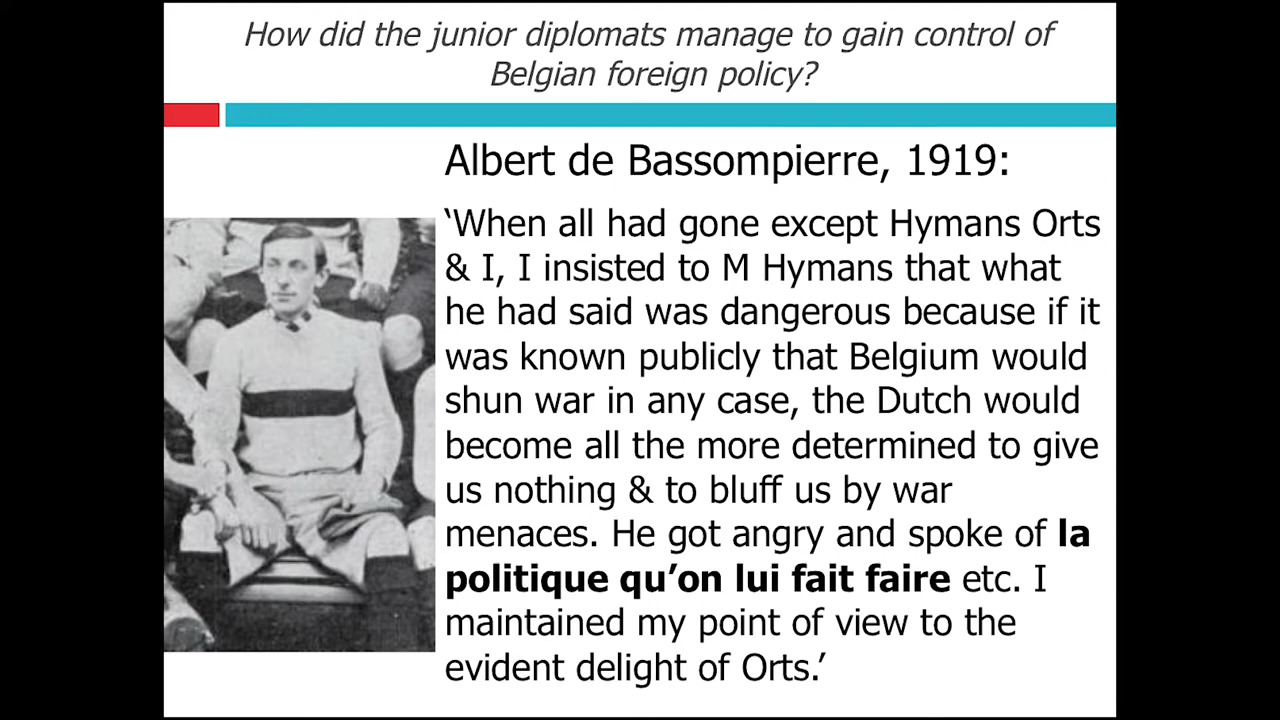 How did the junior diplomats manage to gain control of
Belgian foreign policy?
Albert de Bassompierre, 1919:
‘When all had gone except Hymans Orts
& I, I insisted to M Hymans that what
he had said was dangerous because if it
was known publicly that Belgium would
shun war in any case, the Dutch would
become all the more determined to give
us nothing & to bluff us by war
menaces. He got angry and spoke of la
politique qu’on lui fait faire etc. I
maintained my point of view to the
evident delight of Orts.’